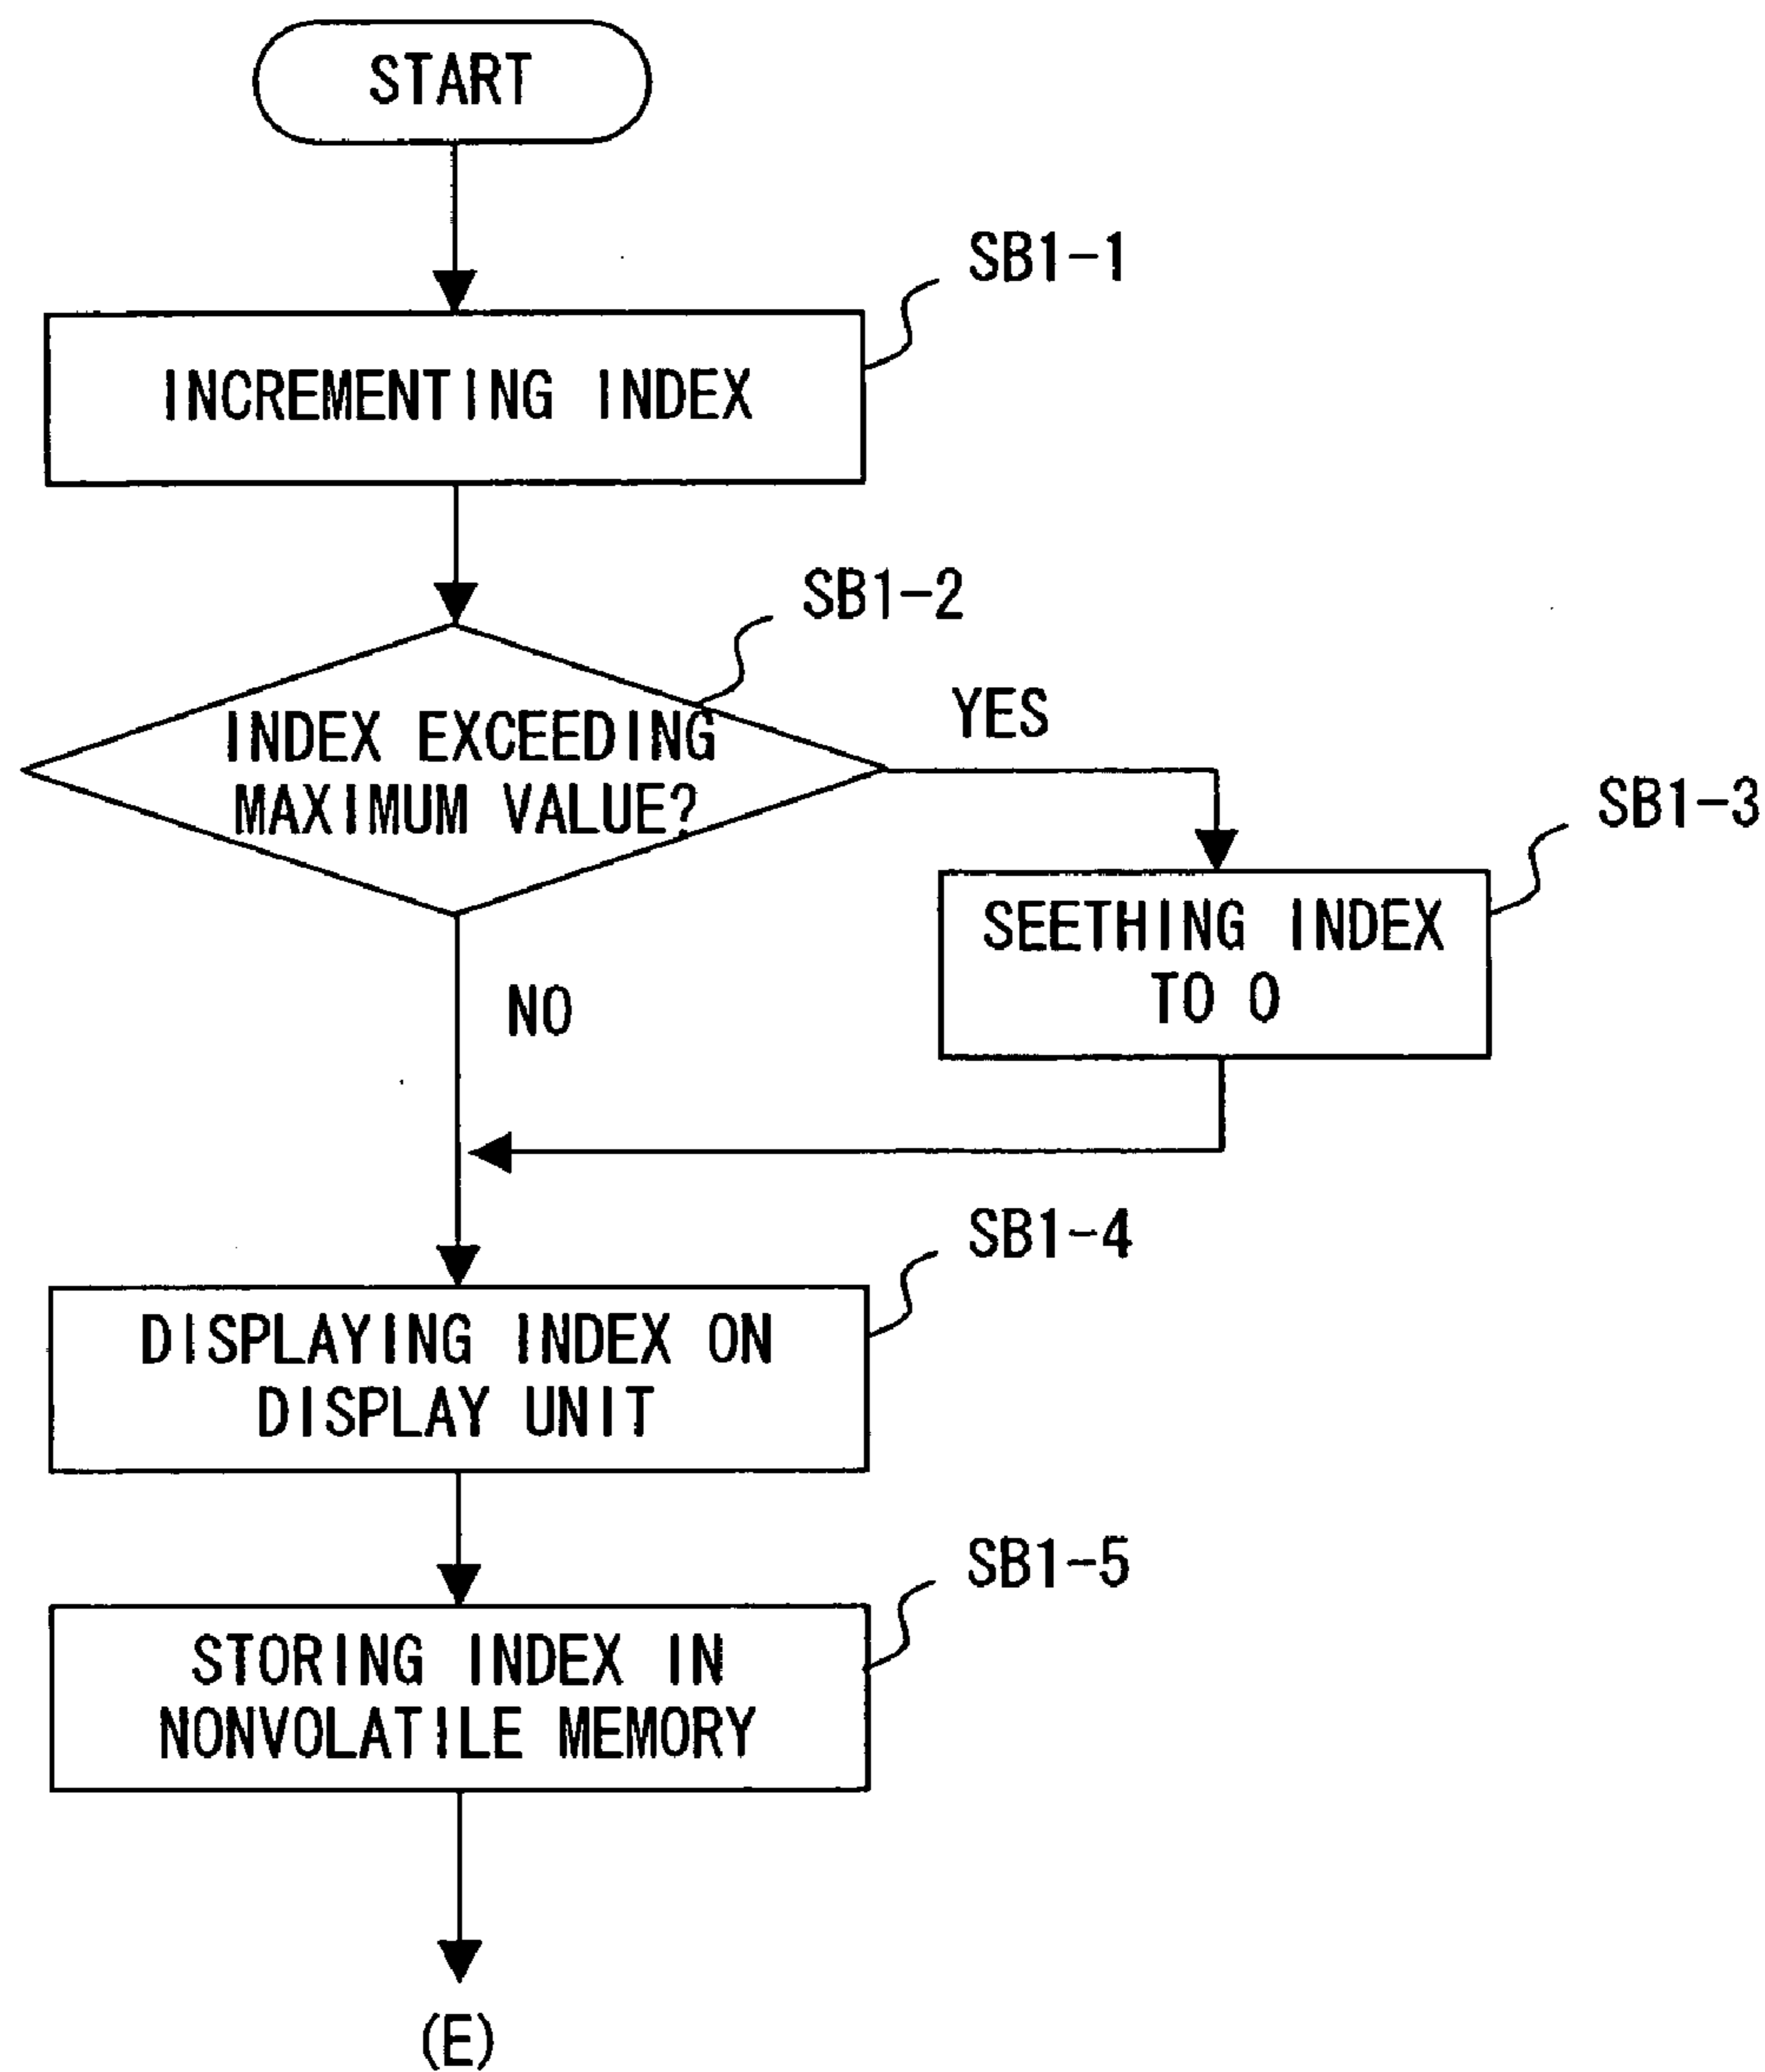 START
SB1-1
INCREMENTING INDEX
SB1-2
INDEX EXCEEDING
MAXIMUM VALUE?
YES
SB1-3
SEETHING INDEX
TO 0
NO
SB1-4
DISPLAYING INDEX ON
DISPLAY UNIT
SB1-5
STORING INDEX IN
NONVOLATILE MEMORY
(E)